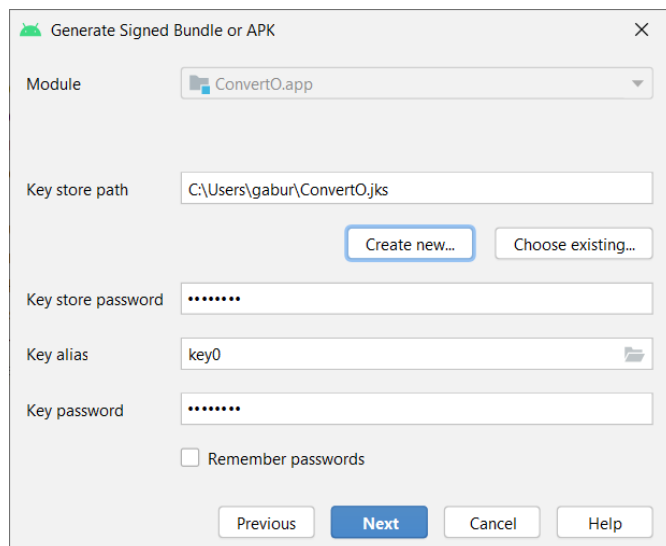 Generate Signed Bundle or APK
Module ConvertO.app
Key store path C:\Users\gabur\ConvertO.jks
Create new... Choose existing...
Key store password ••••••••
Key alias key0
Key password ••••••••
Remember passwords
Previous Next Cancel Help